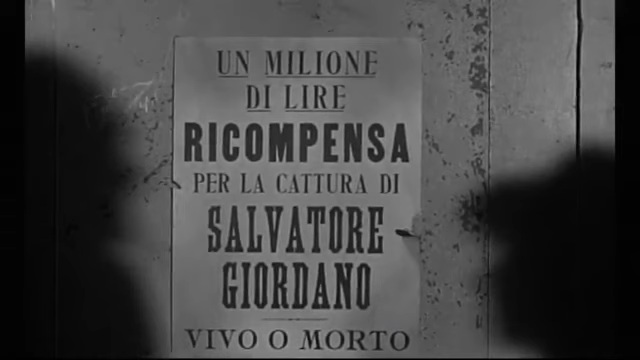 UN MILIONE
DI LIRE
RICOMPENSA
PER LA CATTURA DI
SALVATORE
GIORDANO
VIVO O MORTO